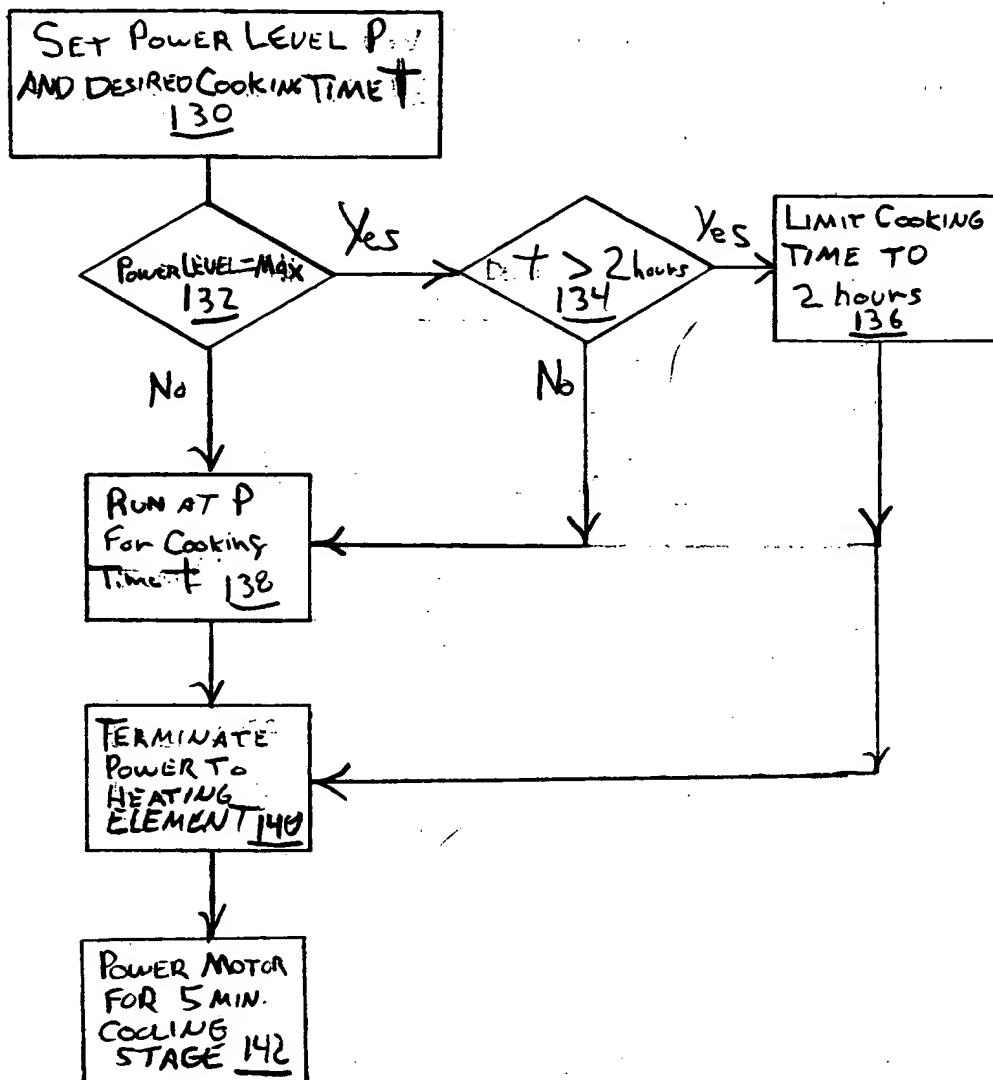 SET POWER LEVEL P
AND DESIRED COOKING TIME t
130
POWER LEVEL = MAX
132
Yes
t > 2 hours
134
Yes
LIMIT COOKING
TIME TO
2 hours
136
No
No
RUN AT P
For Cooking
Time t 138
TERMINATE
POWER TO
HEATING
ELEMENT 140
POWER MOTOR
FOR 5 MIN.
COOLING
STAGE 142